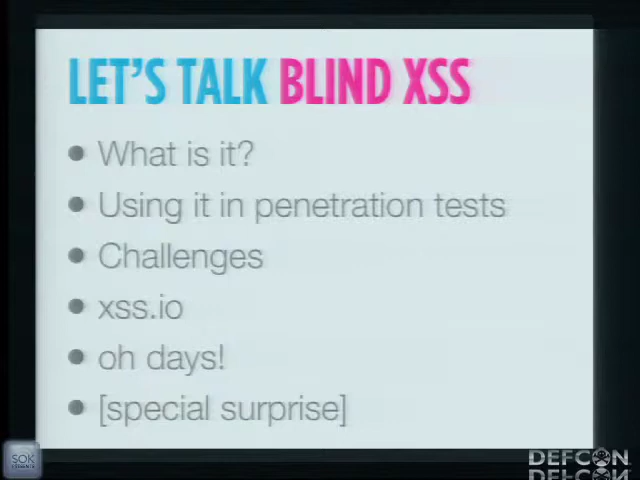 LET'S TALK BLIND XSS
What is it?
Using it in penetration tests
Challenges
xss.io
oh days!
[special surprise]
SOK
DEFCON